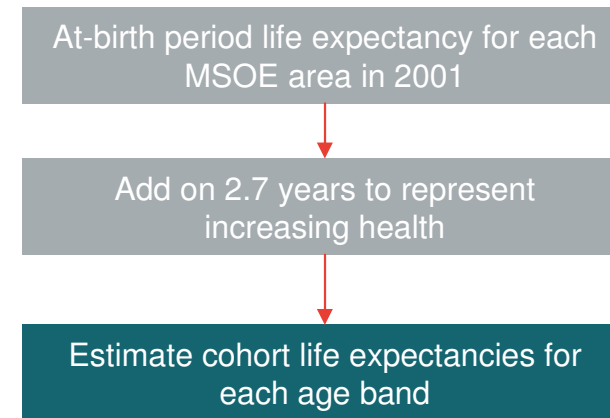 At-birth period life expectancy for each
MSOE area in 2001
Add on 2.7 years to represent
increasing health
Estimate cohort life expectancies for
each age band